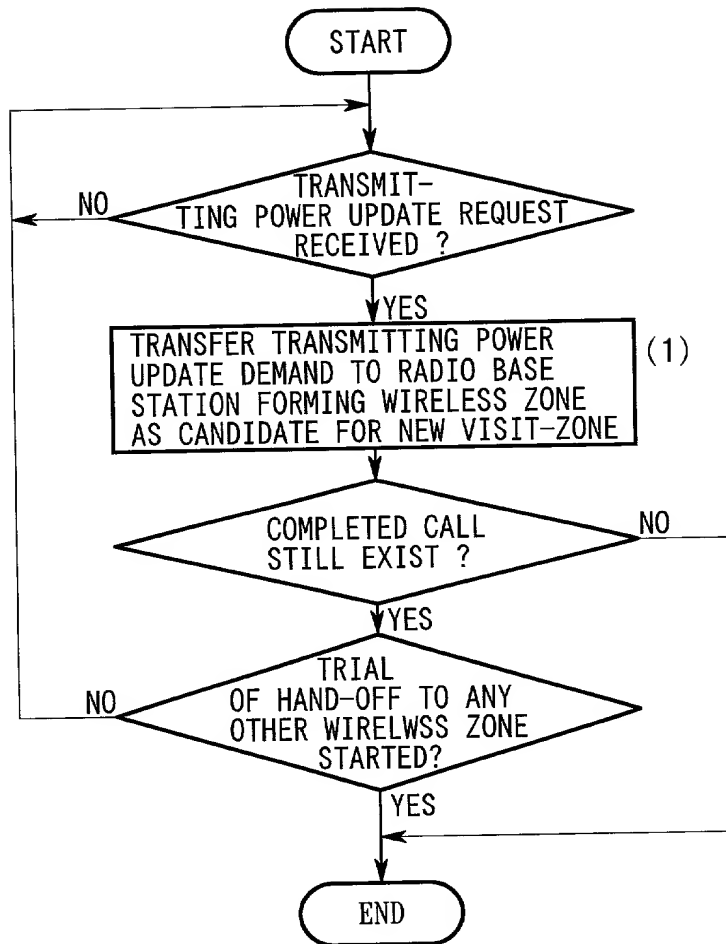 START
TRANSMIT-
TING POWER UPDATE REQUEST
RECEIVED ?
NO
YES
TRANSFER TRANSMITTING POWER
UPDATE DEMAND TO RADIO BASE
STATION FORMING WIRELESS ZONE
AS CANDIDATE FOR NEW VISIT-ZONE
(1)
COMPLETED CALL
STILL EXIST ?
NO
YES
TRIAL
OF HAND-OFF TO ANY
OTHER WIRELWSS ZONE
STARTED?
NO
YES
END